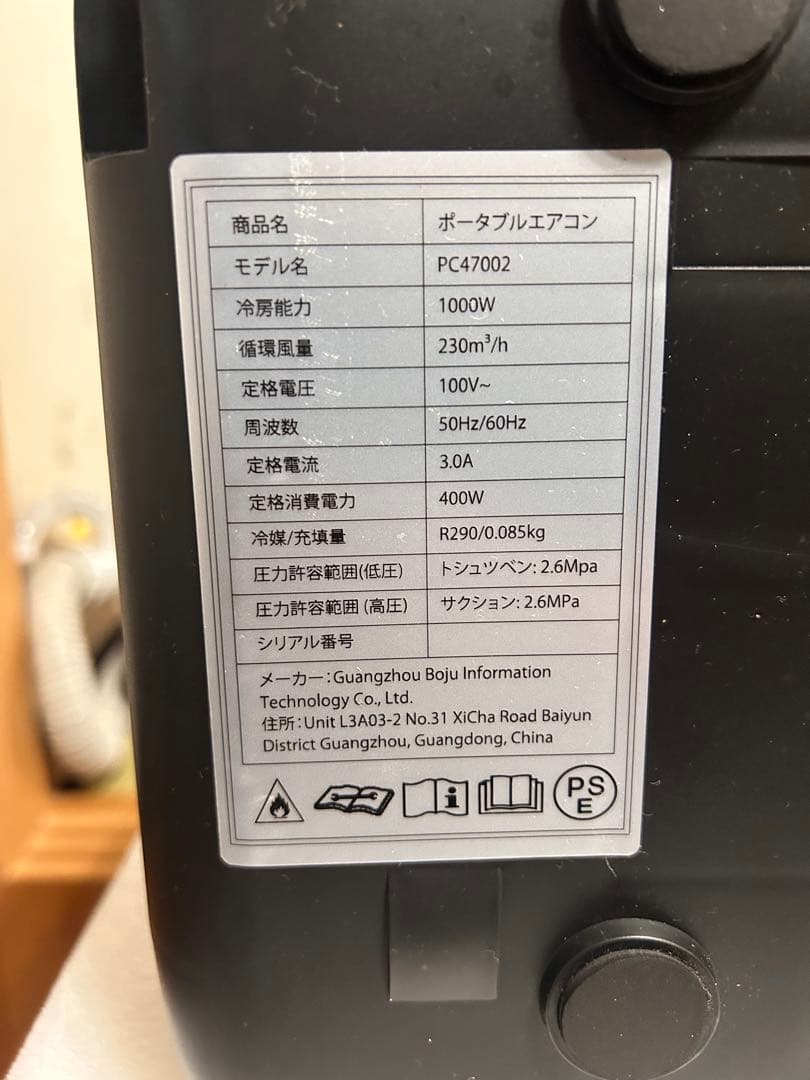 商品名 ポータブルエアコン
モデル名 PC47002
冷房能力 1000W
循環風量 230m³/h
定格電圧 100V~
周波数 50Hz/60Hz
定格電流 3.0A
定格消費電力 400W
冷媒/充填量 R290/0.085kg
圧力許容範囲(低圧) トシュツベン: 2.6Mpa
圧力許容範囲 (高圧) サクション: 2.6MPa
シリアル番号
メーカー:Guangzhou Boju Information
Technology Co., Ltd.
住所:Unit L3A03-2 No.31 XiCha Road Baiyun
District Guangzhou, Guangdong, China
PS
E